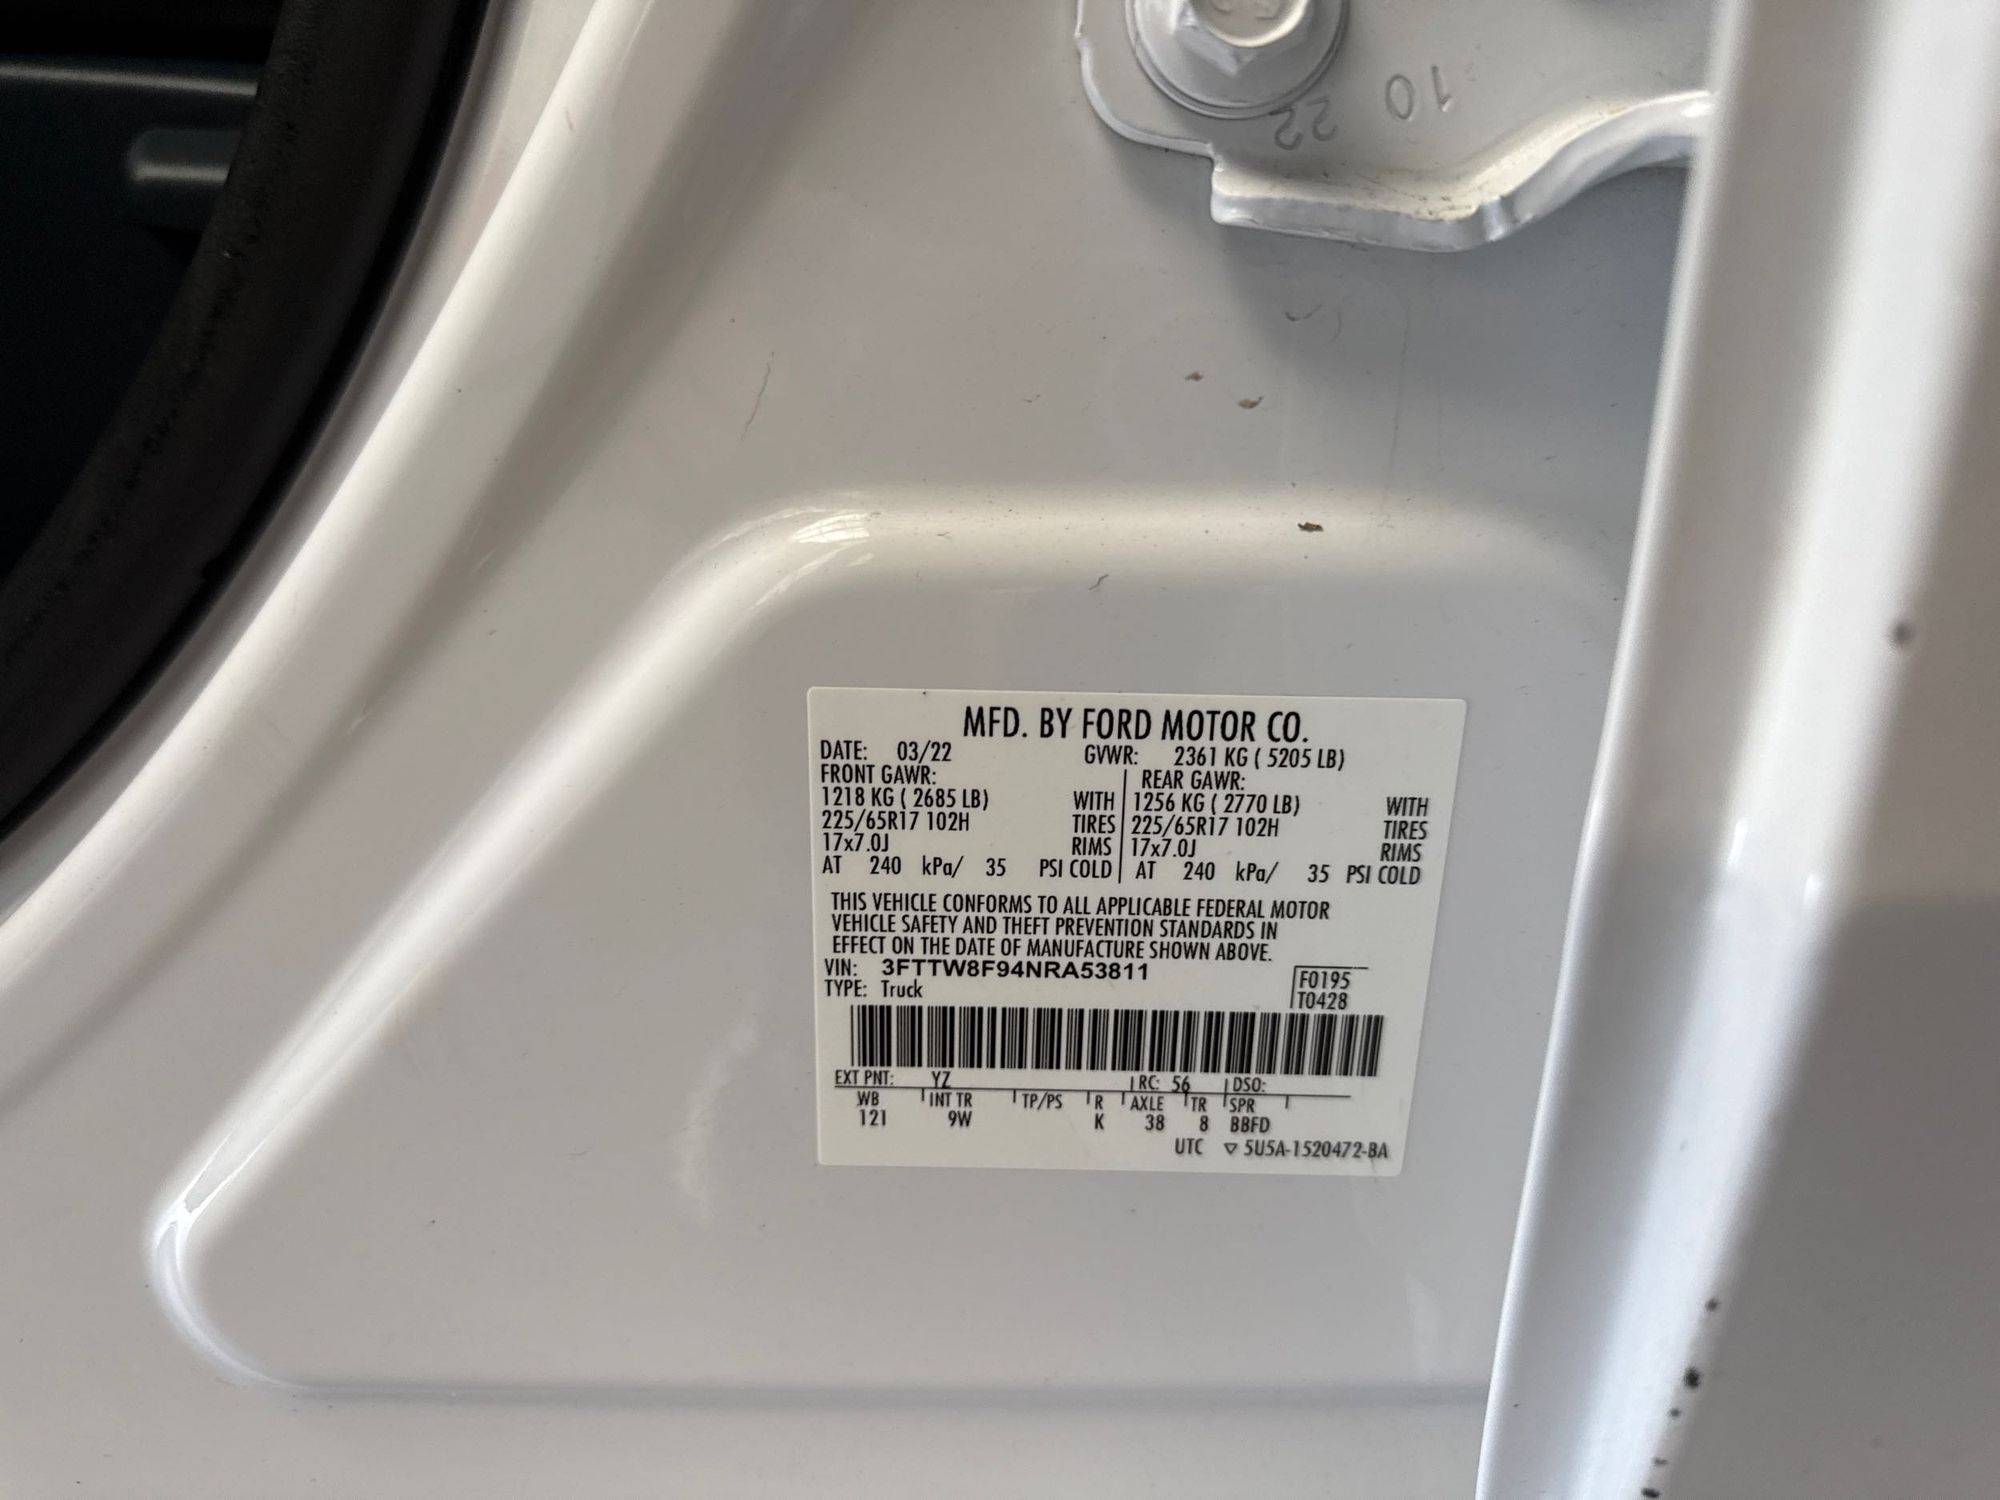 22 10
MFD. BY FORD MOTOR CO.
DATE: 03/22 GVWR: 2361 KG ( 5205 LB)
FRONT GAWR: REAR GAWR:
1218 KG ( 2685 LB) WITH 1256 KG ( 2770 LB) WITH
225/65R17 102H TIRES 225/65R17 102H TIRES
17x7.0J RIMS 17x7.0J RIMS
AT 240 kPa/ 35 PSI COLD AT 240 kPa/ 35 PSI COLD
THIS VEHICLE CONFORMS TO ALL APPLICABLE FEDERAL MOTOR
VEHICLE SAFETY AND THEFT PREVENTION STANDARDS IN
EFFECT ON THE DATE OF MANUFACTURE SHOWN ABOVE.
VIN: 3FTTW8F94NRA53811 F0195
TYPE: Truck T0428
EXT PNT: YZ RC: 56 DSO:
WB INT TR TP/PS R AXLE TR SPR
121 9W K 38 8 BBFD
UTC ▽ 5U5A-1520472-BA